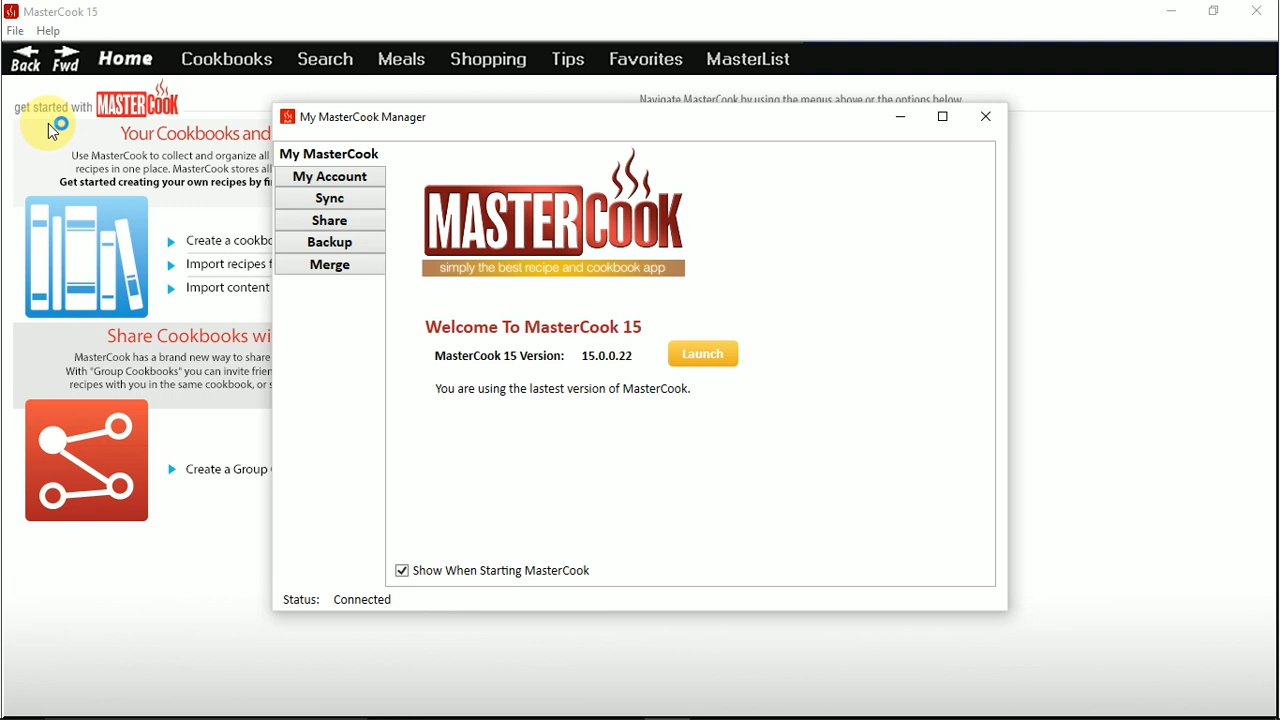 MasterCook 15
File Help
Back Fwd Home Cookbooks Search Meals Shopping Tips Favorites MasterList
get started with MASTERCOOK
Navigate MasterCook by using the menus above or the options below
Your Cookbooks and
Use MasterCook to collect and organize all
recipes in one place. MasterCook stores all
Get started creating your own recipes by fi
Create a cookbo
Import recipes f
Import content
Share Cookbooks wi
MasterCook has a brand new way to share
With "Group Cookbooks" you can invite frien
recipes with you in the same cookbook, or s
Create a Group
My MasterCook Manager
My MasterCook
My Account
Sync
Share
Backup
Merge
MASTERCOOK
simply the best recipe and cookbook app
Welcome To MasterCook 15
MasterCook 15 Version: 15.0.0.22 Launch
You are using the lastest version of MasterCook.
Show When Starting MasterCook
Status: Connected